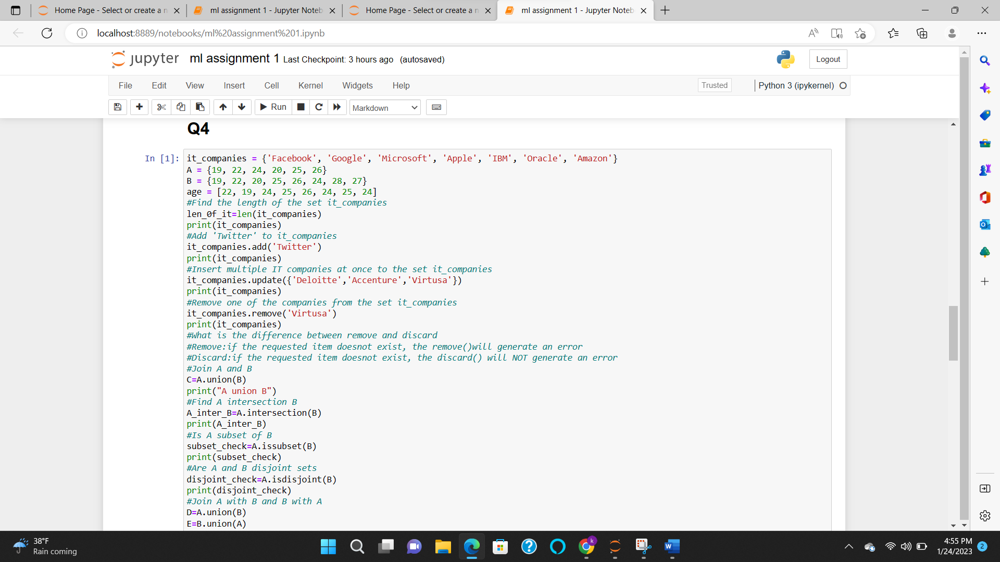 Home Page - Select or create a n
ml assignment 1 - Jupyter Noteb
Home Page - Select or create a n
ml assignment 1 - Jupyter Noteb
localhost:8889/notebooks/ml%20assignment%201.ipynb
jupyter ml assignment 1 Last Checkpoint: 3 hours ago (autosaved)
Logout
File Edit View Insert Cell Kernel Widgets Help
Trusted Python 3 (ipykernel)
Run Markdown
Q4
In [1]: it_companies = {'Facebook', 'Google', 'Microsoft', 'Apple', 'IBM', 'Oracle', 'Amazon'}
A = {19, 22, 24, 20, 25, 26}
B = {19, 22, 20, 25, 26, 24, 28, 27}
age = [22, 19, 24, 25, 26, 24, 25, 24]
#Find the length of the set it_companies
len_0f_it=len(it_companies)
print(it_companies)
#Add 'Twitter' to it_companies
it_companies.add('Twitter')
print(it_companies)
#Insert multiple IT companies at once to the set it_companies
it_companies.update({'Deloitte','Accenture','Virtusa'})
print(it_companies)
#Remove one of the companies from the set it_companies
it_companies.remove('Virtusa')
print(it_companies)
#What is the difference between remove and discard
#Remove:if the requested item doesnot exist, the remove()will generate an error
#Discard:if the requested item doesnot exist, the discard() will NOT generate an error
#Join A and B
C=A.union(B)
print("A union B")
#Find A intersection B
A_inter_B=A.intersection(B)
print(A_inter_B)
#Is A subset of B
subset_check=A.issubset(B)
print(subset_check)
#Are A and B disjoint sets
disjoint_check=A.isdisjoint(B)
print(disjoint_check)
#Join A with B and B with A
D=A.union(B)
E=B.union(A)
38°F
Rain coming
k
4:55 PM
1/24/2023
2